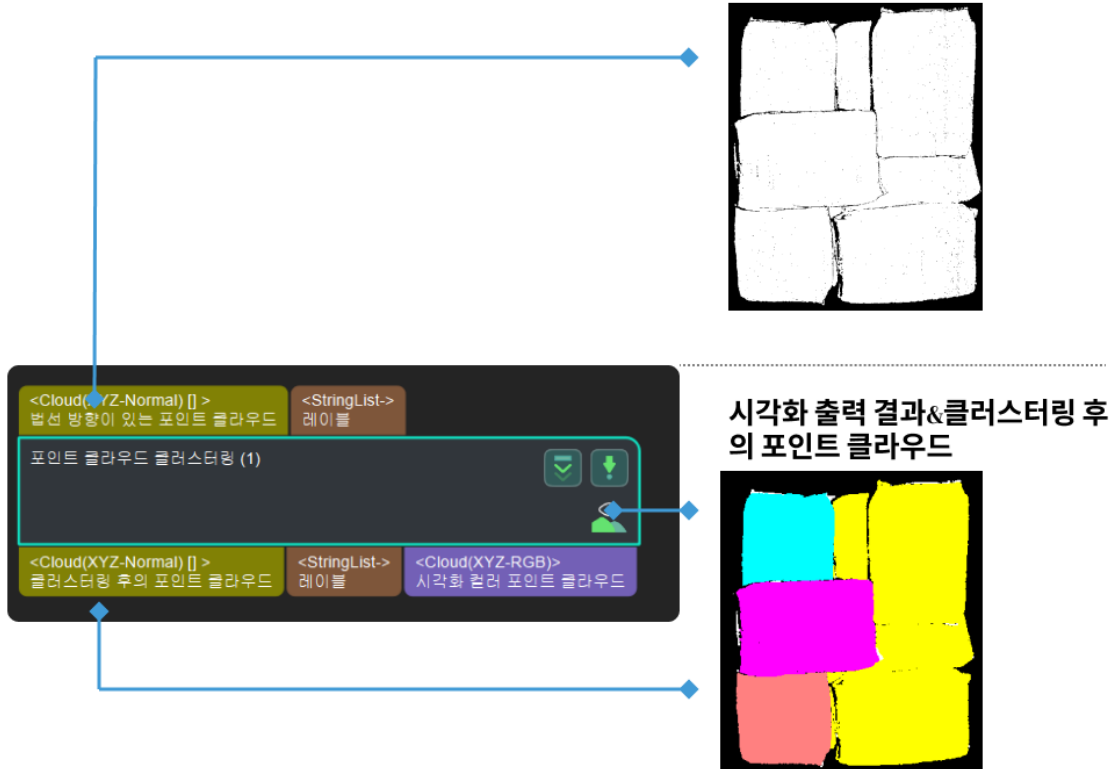 <Cloud(XYZ-Normal) [] >
법선 방향이 있는 포인트 클라우드
<StringList->
레이블
포인트 클라우드 클러스터링 (1)
<Cloud(XYZ-Normal) [] >
클러스터링 후의 포인트 클라우드
<StringList->
레이블
<Cloud(XYZ-RGB)>
시각화 컬러 포인트 클라우드
시각화 출력 결과&클러스터링 후
의 포인트 클라우드